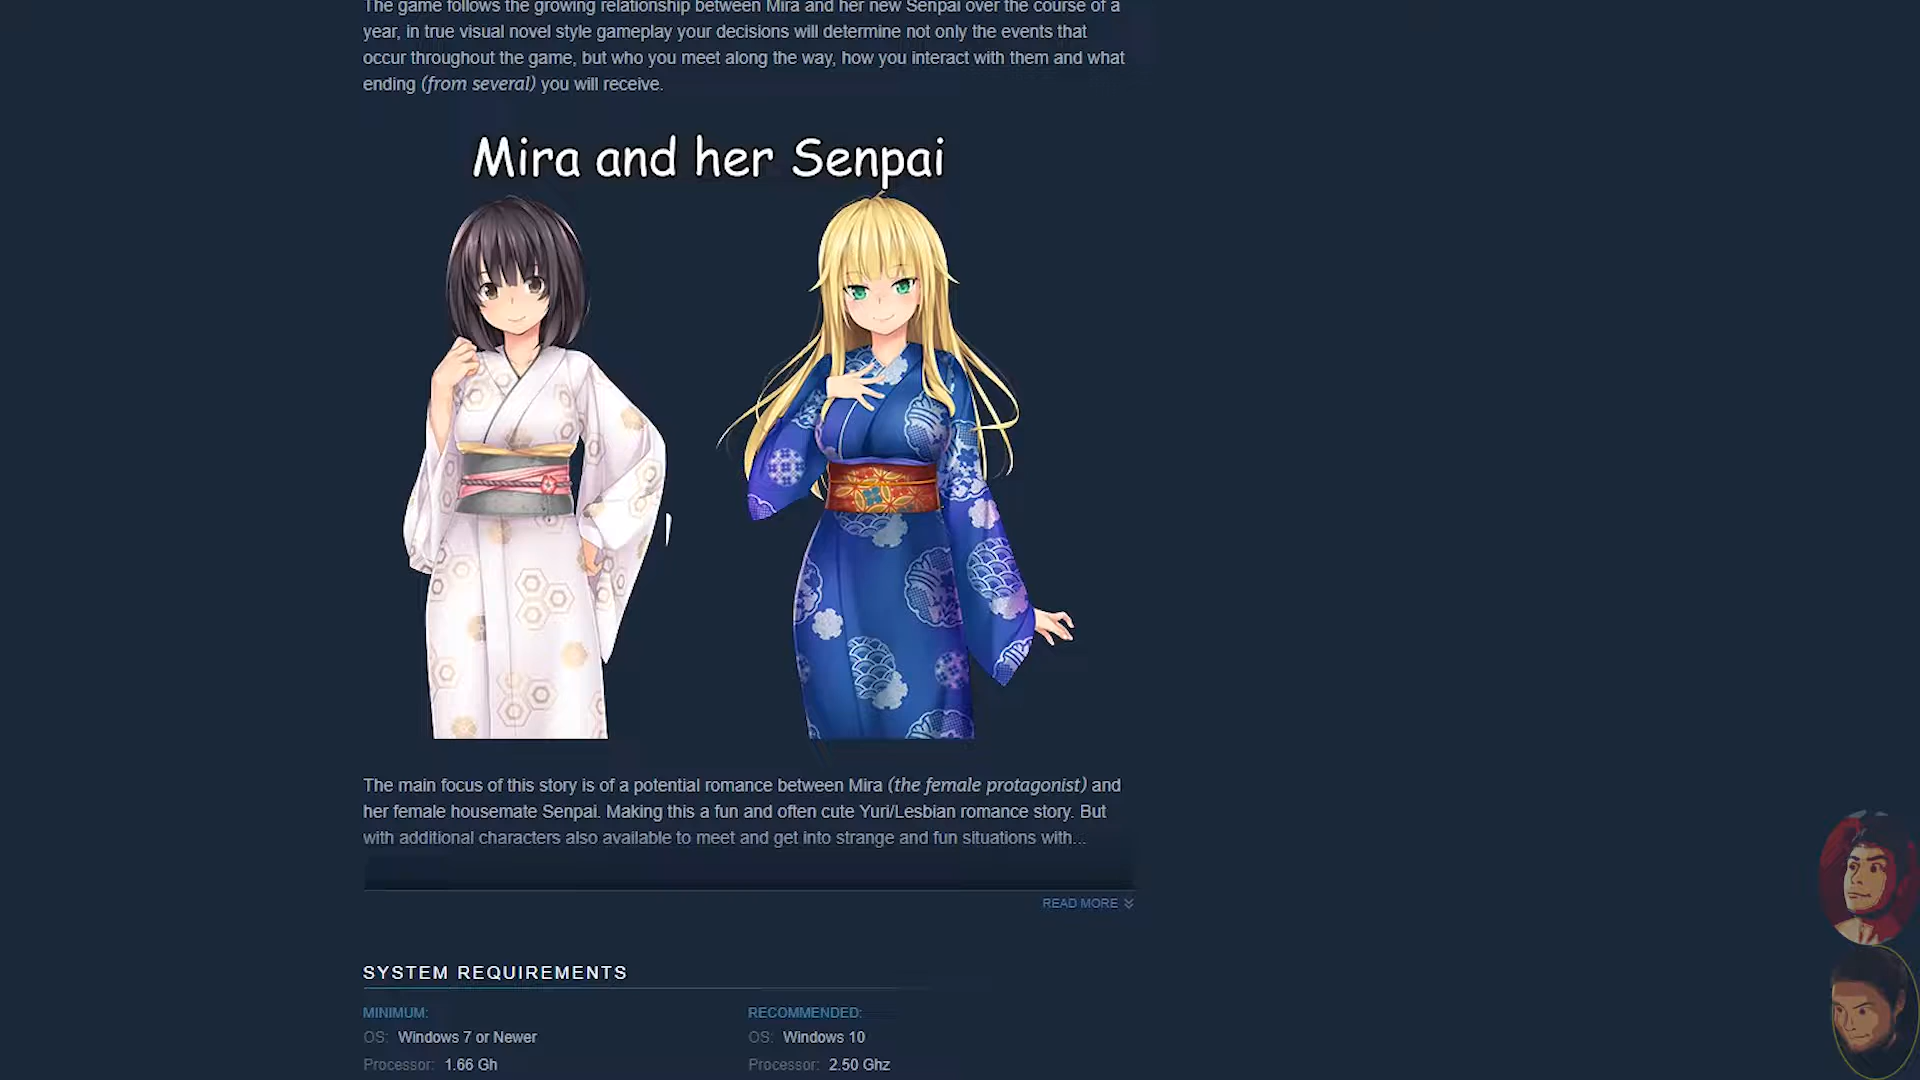 The game follows the growing relationship between Mira and her new Senpai over the course of a
year, in true visual novel style gameplay your decisions will determine not only the events that
occur throughout the game, but who you meet along the way, how you interact with them and what
ending (from several) you will receive.
Mira and her Senpai
The main focus of this story is of a potential romance between Mira (the female protagonist) and
her female housemate Senpai. Making this a fun and often cute Yuri/Lesbian romance story. But
with additional characters also available to meet and get into strange and fun situations with...
READ MORE
SYSTEM REQUIREMENTS
MINIMUM:
OS: Windows 7 or Newer
Processor: 1.66 Gh
RECOMMENDED:
OS: Windows 10
Processor: 2.50 Ghz